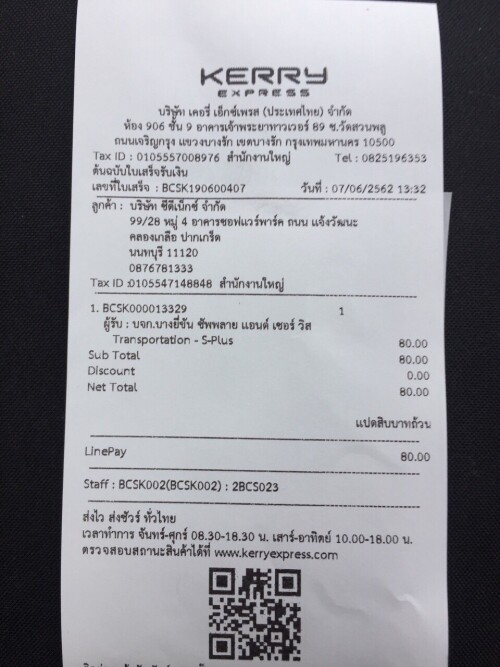 KERRY
EXPRESS
บริษัท เคอรี่ เอ็กซ์เพรส (ประเทศไทย) จำกัด
ห้อง 906 ชั้น 9 อาคารเจ้าพระยาทาวเวอร์ 89 ซ.วัดสวนพลู
ถนนเจริญกรุง แขวงบางรัก เขตบางรัก กรุงเทพมหานคร 10500
Tax ID : 0105557008976 สำนักงานใหญ่ Tel : 0825196353
ต้นฉบับใบเสร็จรับเงิน
เลขที่ใบเสร็จ : BCSK190600407 วันที่ : 07/06/2562 13:32
ลูกค้า : บริษัท ซีดีเน็กซ์ จำกัด
99/28 หมู่ 4 อาคารซอฟแวร์พาร์ค ถนน แจ้งวัฒนะ
คลองเกลือ ปากเกร็ด
นนทบุรี 11120
0876781333
Tax ID :0105547148848 สำนักงานใหญ่
1. BCSK000013329 1
ผู้รับ : บจก.บางยี่ขัน ซัพพลาย แอนด์ เซอร์ วิส
Transportation - S-Plus 80.00
Sub Total 80.00
Discount 0.00
Net Total 80.00
แปดสิบบาทถ้วน
LinePay 80.00
Staff : BCSK002(BCSK002) : 2BCS023
ส่งไว ส่งชัวร์ ทั่วไทย
เวลาทำการ จันทร์-ศุกร์ 08.30-18.30 น. เสาร์-อาทิตย์ 10.00-18.00 น.
ตรวจสอบสถานะสินค้าได้ที่ www.kerryexpress.com